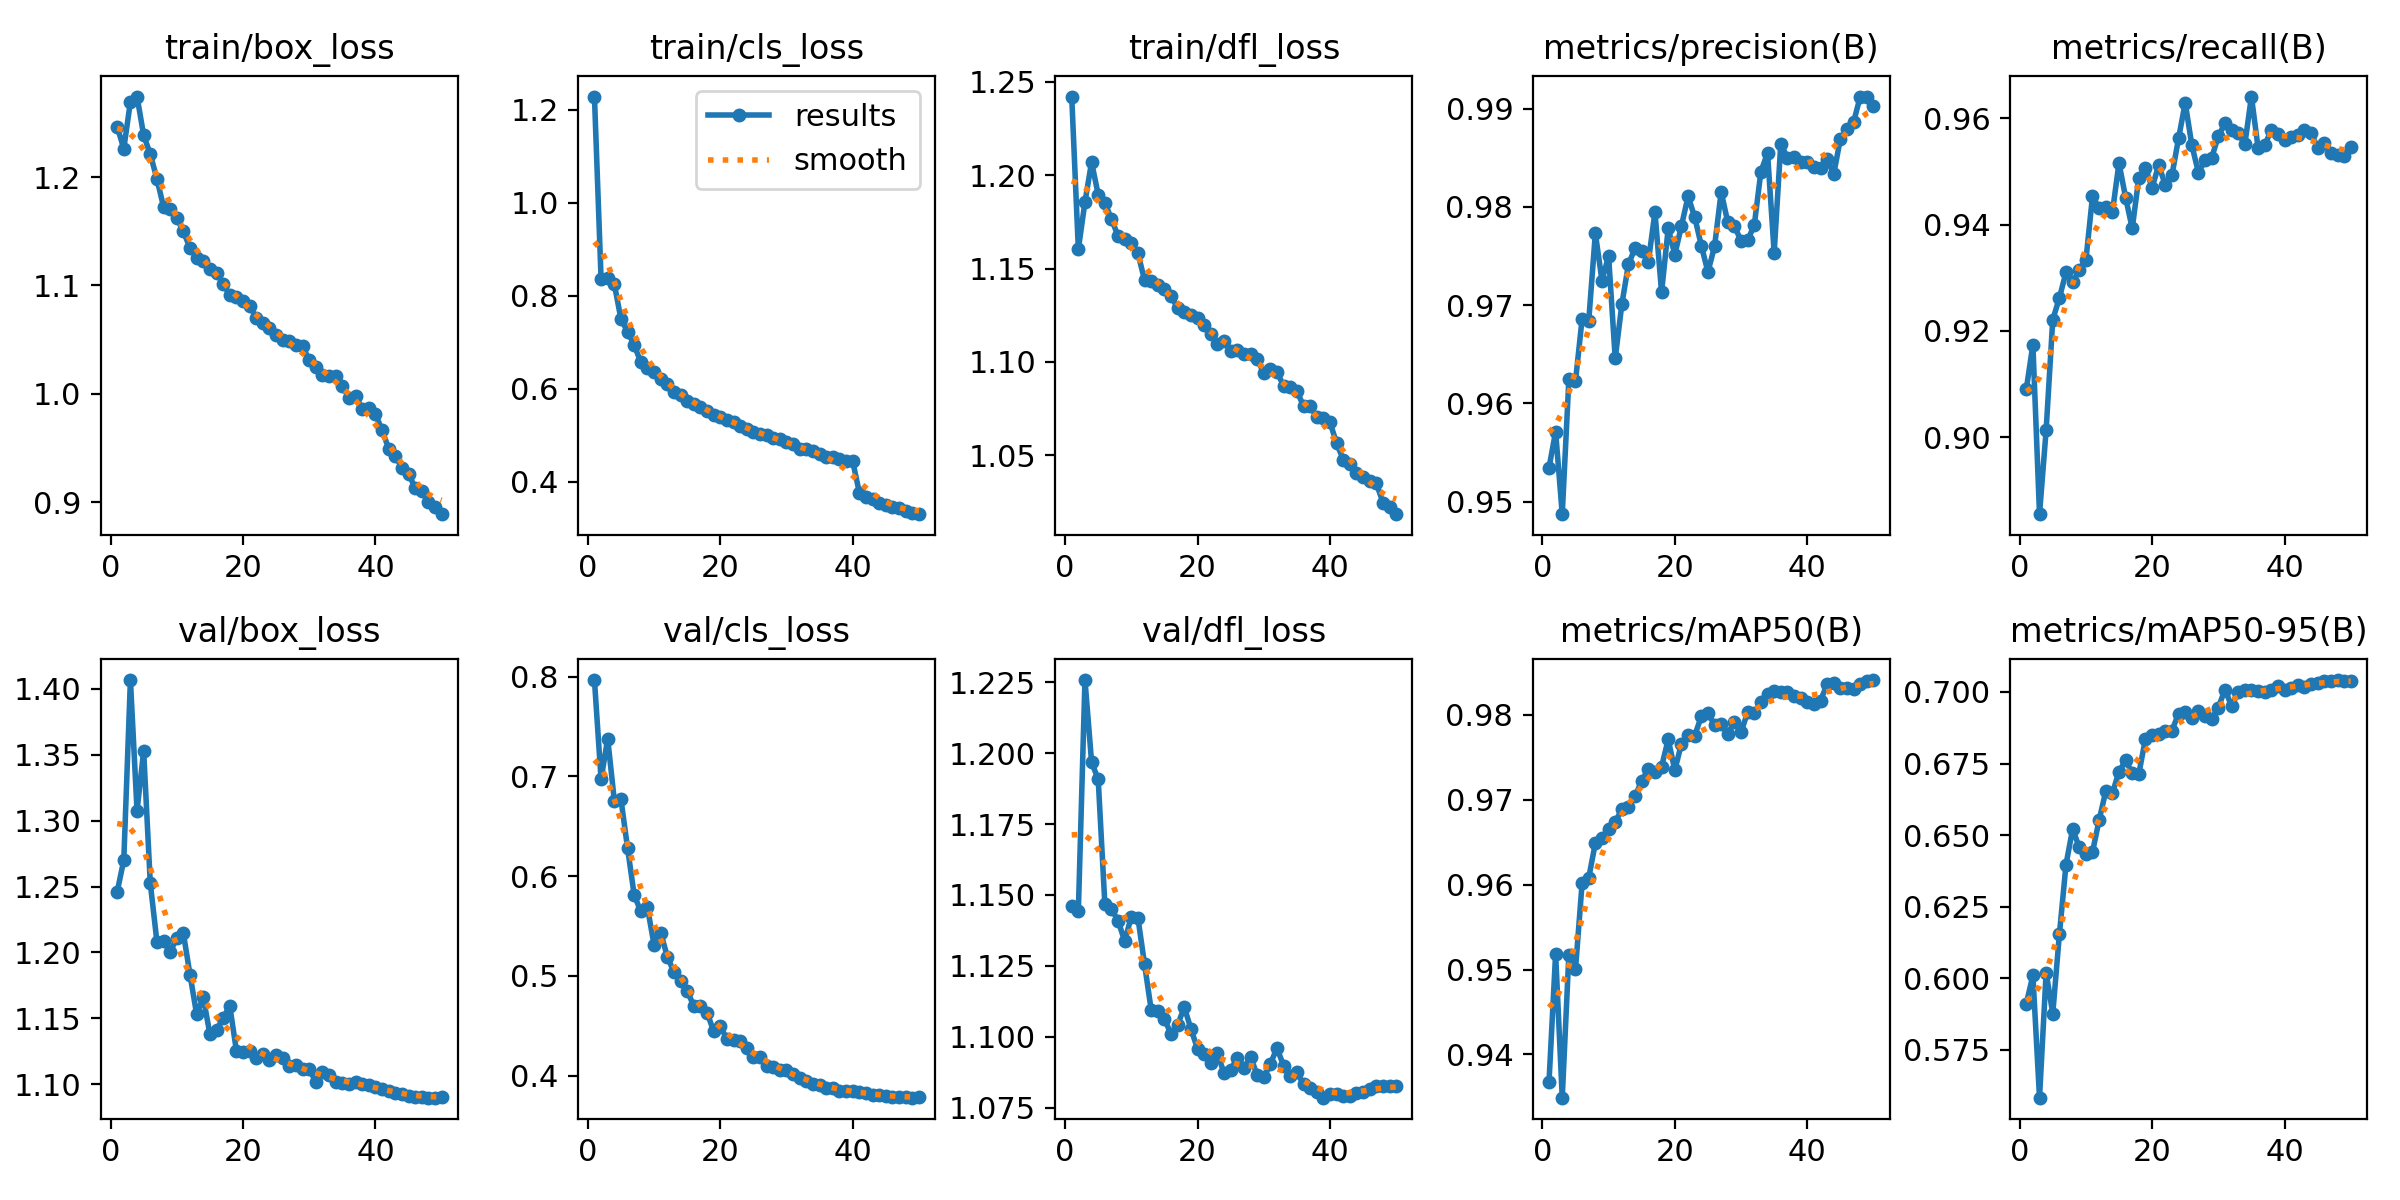 train/box_loss
1.2
1.1
1.0
0.9
0 20 40
train/cls_loss
results
smooth
1.2
1.0
0.8
0.6
0.4
0 20 40
train/dfl_loss
1.25
1.20
1.15
1.10
1.05
0 20 40
metrics/precision(B)
0.99
0.98
0.97
0.96
0.95
0 20 40
metrics/recall(B)
0.96
0.94
0.92
0.90
0 20 40
val/box_loss
1.40
1.35
1.30
1.25
1.20
1.15
1.10
0 20 40
val/cls_loss
0.8
0.7
0.6
0.5
0.4
0 20 40
val/dfl_loss
1.225
1.200
1.175
1.150
1.125
1.100
1.075
0 20 40
metrics/mAP50(B)
0.98
0.97
0.96
0.95
0.94
0 20 40
metrics/mAP50-95(B)
0.700
0.675
0.650
0.625
0.600
0.575
0 20 40